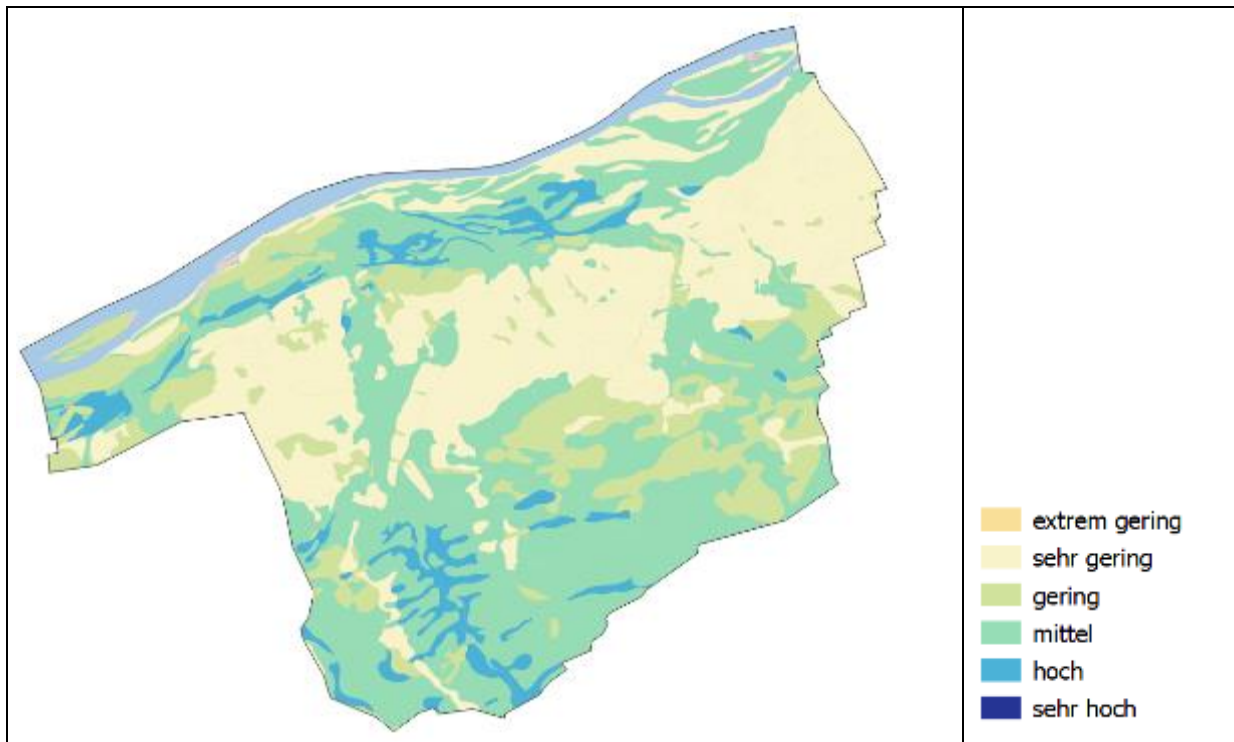 extrem gering
sehr gering
gering
mittel
hoch
sehr hoch